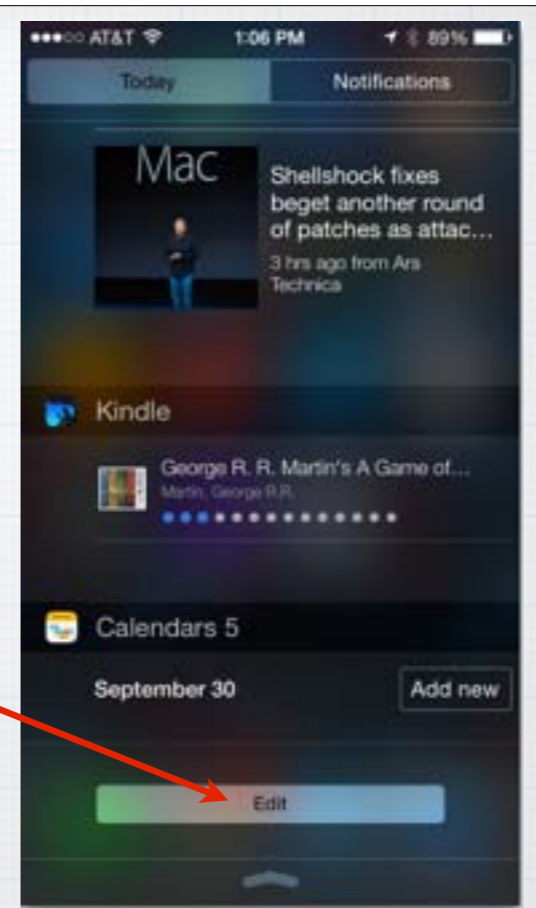 AT&T 1:06 PM 89%
Today Notifications
Mac
Shellshock fixes
beget another round
of patches as attac...
3 hrs ago from Ars
Technica
Kindle
George R. R. Martin's A Game of...
Martin, George R.R.
Calendars 5
September 30 Add new
Edit